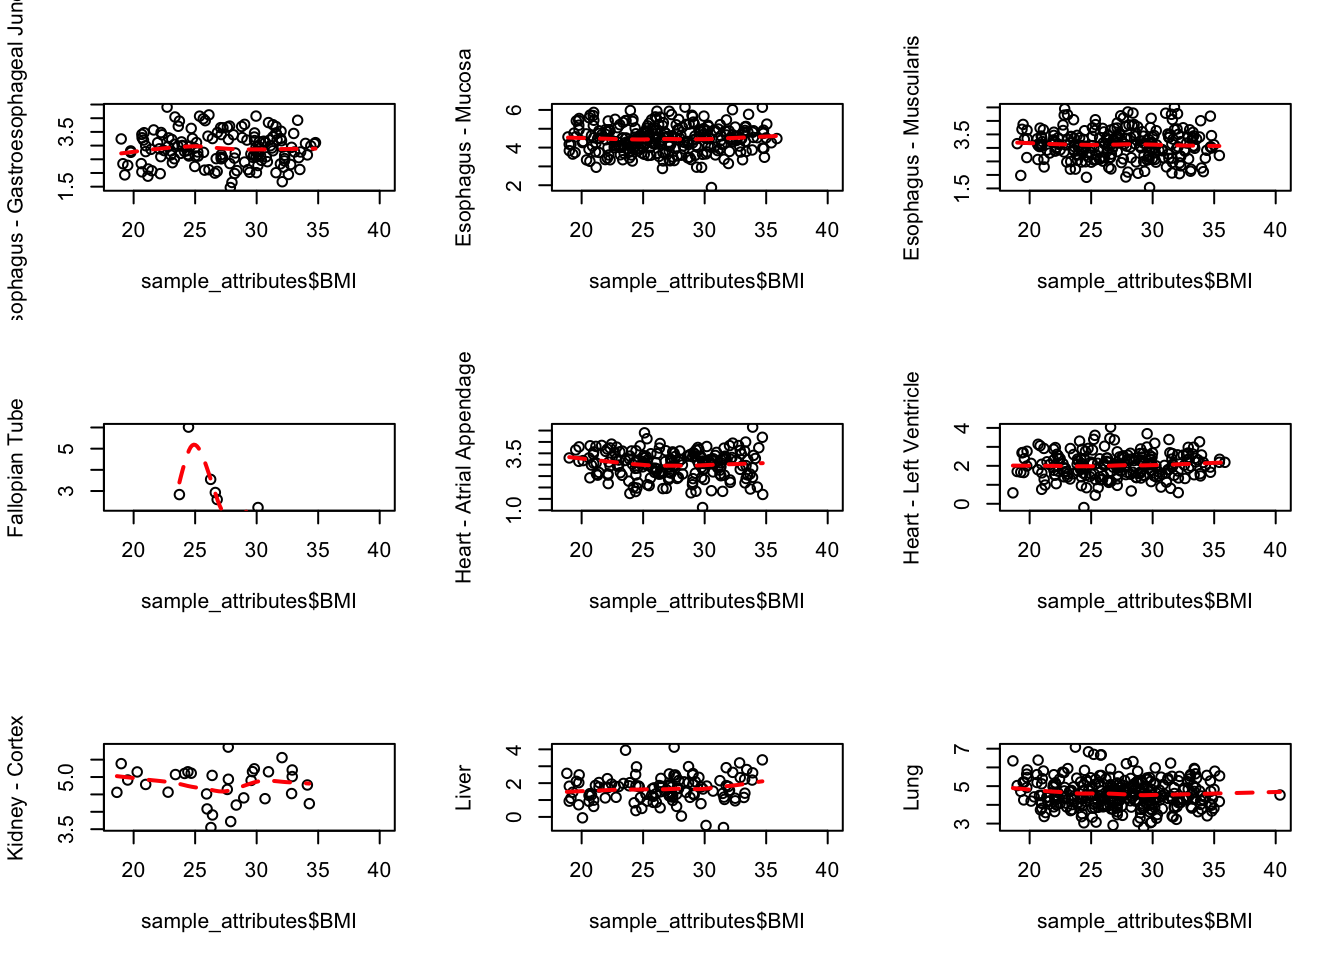 sophagus - Gastroesophageal Junc
1.5 3.5
20 25 30 35 40
sample_attributes$BMI
Esophagus - Mucosa
2 4 6
20 25 30 35 40
sample_attributes$BMI
Esophagus - Muscularis
1.5 3.5
20 25 30 35 40
sample_attributes$BMI
Fallopian Tube
3 5
20 25 30 35 40
sample_attributes$BMI
Heart - Atrial Appendage
1.0 3.5
20 25 30 35 40
sample_attributes$BMI
Heart - Left Ventricle
0 2 4
20 25 30 35 40
sample_attributes$BMI
Kidney - Cortex
3.5 5.0
20 25 30 35 40
sample_attributes$BMI
Liver
0 2 4
20 25 30 35 40
sample_attributes$BMI
Lung
3 5 7
20 25 30 35 40
sample_attributes$BMI